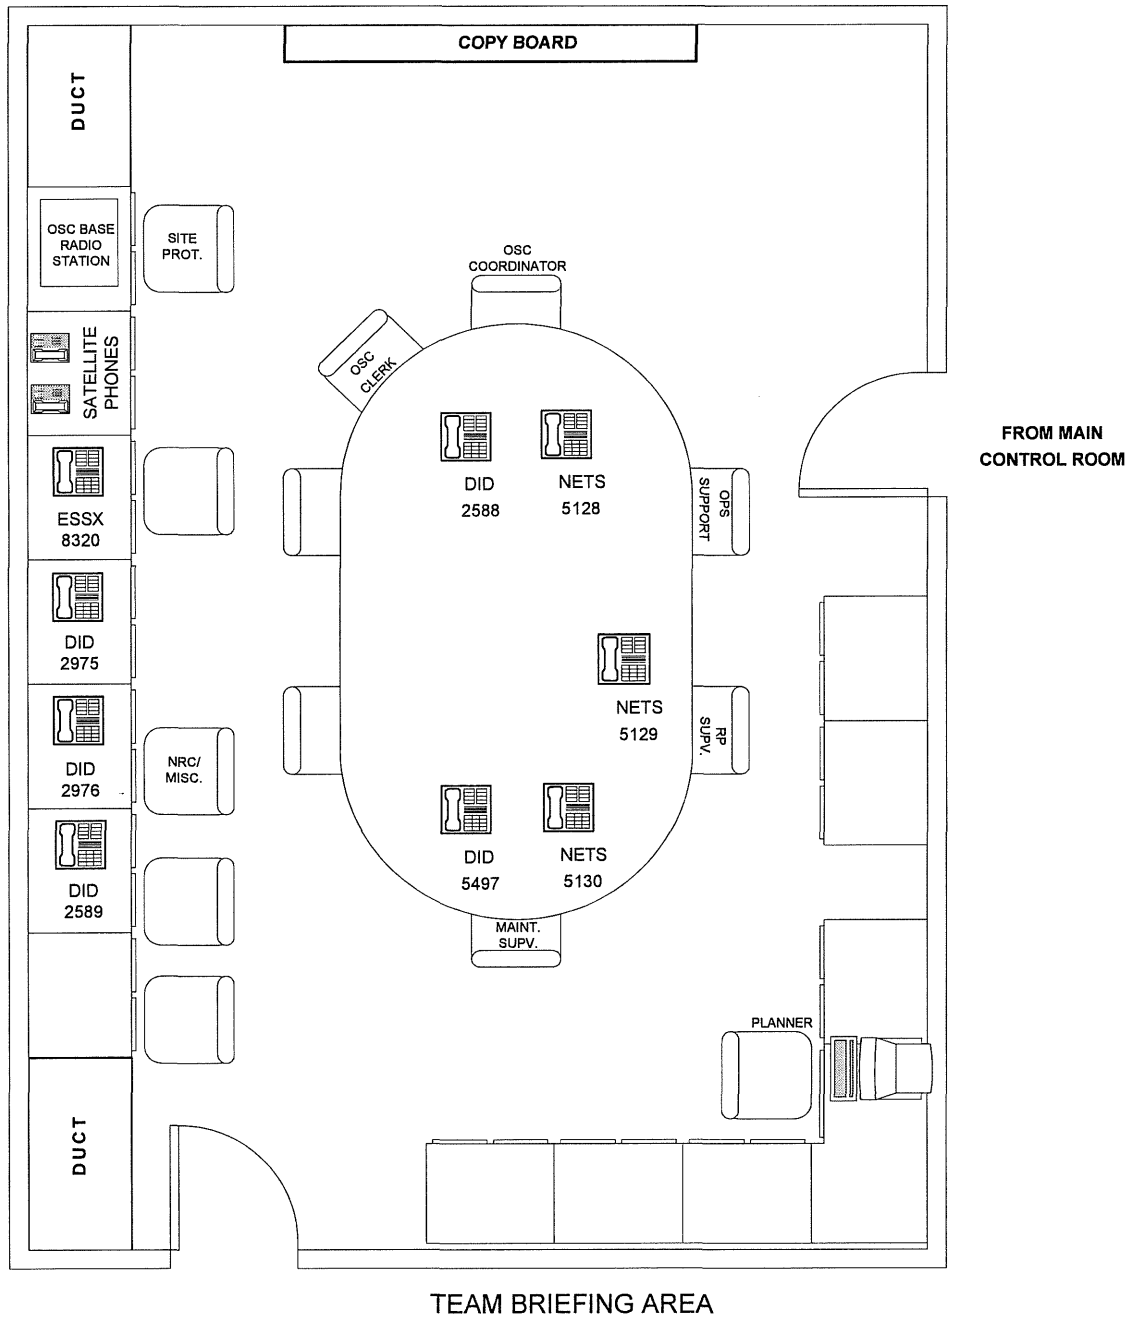 COPY BOARD
DUCT
OSC BASE
RADIO
STATION
SITE
PROT.
OSC
COORDINATOR
SATELLITE
PHONES
OSC
CLERK
FROM MAIN
CONTROL ROOM
DID
2588
NETS
5128
OPS
SUPPORT
ESSX
8320
DID
2975
NETS
5129
RP
SUPV.
DID
2976
NRC/
MISC.
DID
5497
NETS
5130
DID
2589
MAINT.
SUPV.
PLANNER
DUCT
TEAM BRIEFING AREA